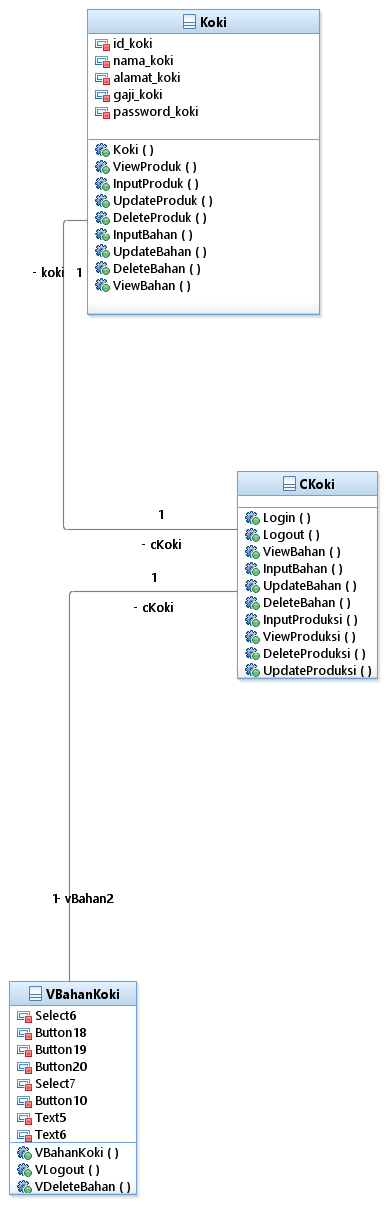 Koki
id_koki
nama_koki
alamat_koki
gaji_koki
password_koki
Koki ( )
ViewProduk ( )
InputProduk ( )
UpdateProduk ( )
DeleteProduk ( )
InputBahan ( )
UpdateBahan ( )
DeleteBahan ( )
ViewBahan ( )
- koki 1
CKoki
Login ( )
Logout ( )
ViewBahan ( )
InputBahan ( )
UpdateBahan ( )
DeleteBahan ( )
InputProduksi ( )
ViewProduksi ( )
DeleteProduksi ( )
UpdateProduksi ( )
1
- cKoki
1
- cKoki
1 - vBahan2
VBahanKoki
Select6
Button18
Button19
Button20
Select7
Button10
Text5
Text6
VBahanKoki ( )
VLogout ( )
VDeleteBahan ( )